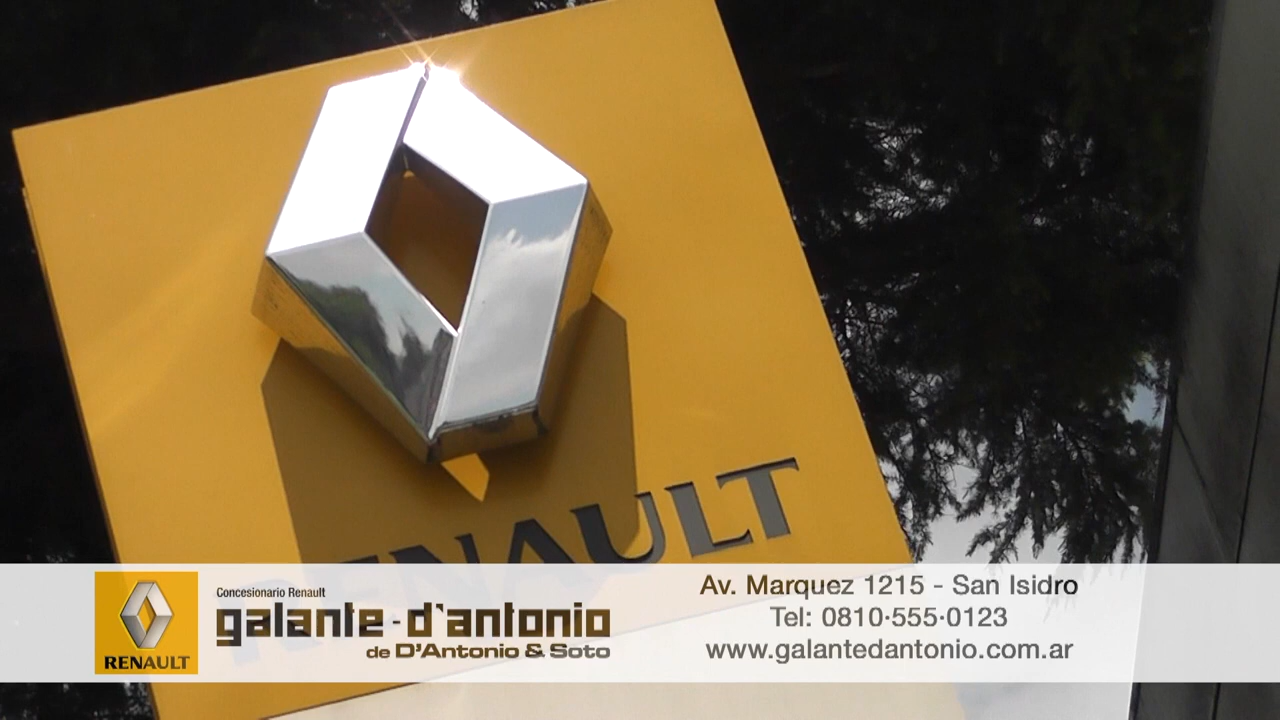 RENAULT
Concesionario Renault
galante-d'antonio
de D'Antonio & Soto
RENAULT
Av. Marquez 1215 - San Isidro
Tel: 0810·555·0123
www.galantedantonio.com.ar